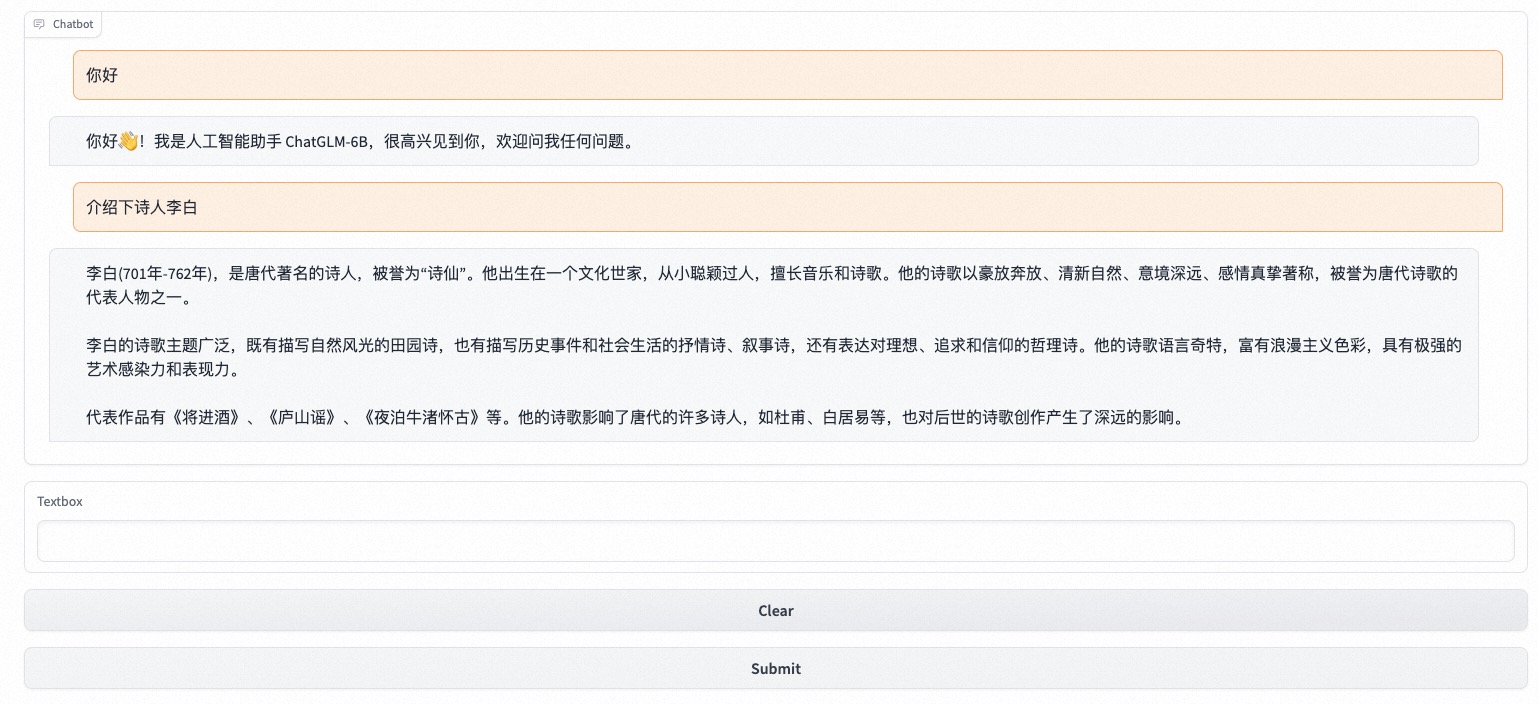 Chatbot
你好
你好👋！我是人工智能助手 ChatGLM-6B，很高兴见到你，欢迎问我任何问题。
介绍下诗人李白
李白(701年-762年)，是唐代著名的诗人，被誉为“诗仙”。他出生在一个文化世家，从小聪颖过人，擅长音乐和诗歌。他的诗歌以豪放奔放、清新自然、意境深远、感情真挚著称，被誉为唐代诗歌的
代表人物之一。
李白的诗歌主题广泛，既有描写自然风光的田园诗，也有描写历史事件和社会生活的抒情诗、叙事诗，还有表达对理想、追求和信仰的哲理诗。他的诗歌语言奇特，富有浪漫主义色彩，具有极强的
艺术感染力和表现力。
代表作品有《将进酒》、《庐山谣》、《夜泊牛渚怀古》等。他的诗歌影响了唐代的许多诗人，如杜甫、白居易等，也对后世的诗歌创作产生了深远的影响。
Textbox
Clear
Submit